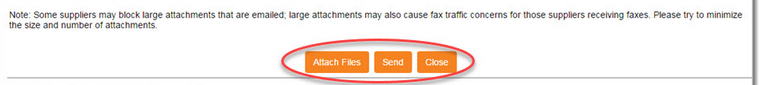 Note: Some suppliers may block large attachments that are emailed; large attachments may also cause fax traffic concerns for those suppliers receiving faxes. Please try to minimize
the size and number of attachments.
Attach Files Send Close